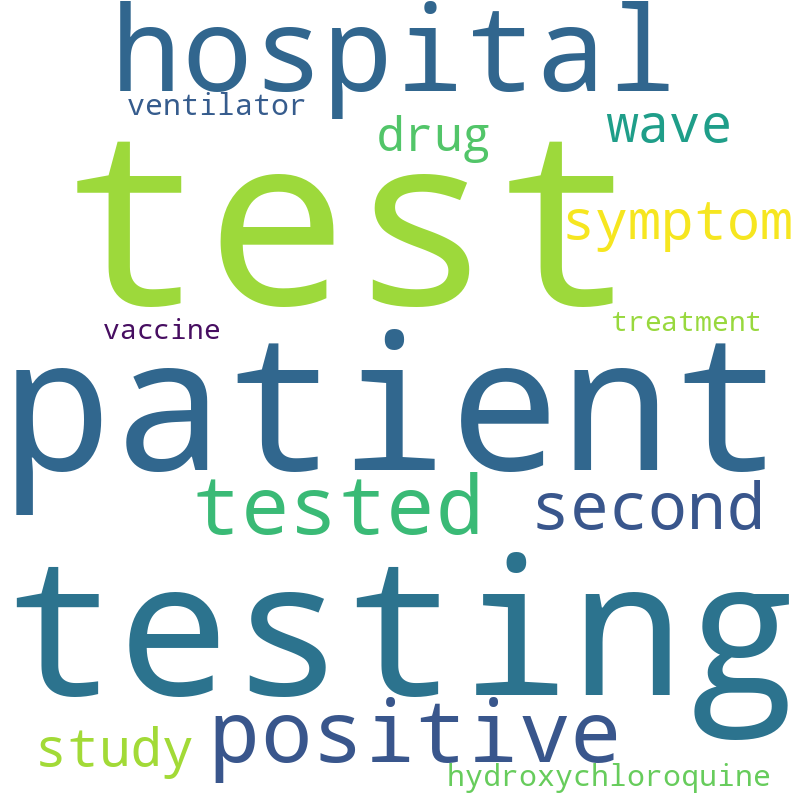 hospital
ventilator
drug
wave
test
symptom
vaccine
treatment
patient
tested
second
testing
positive
study
hydroxychloroquine